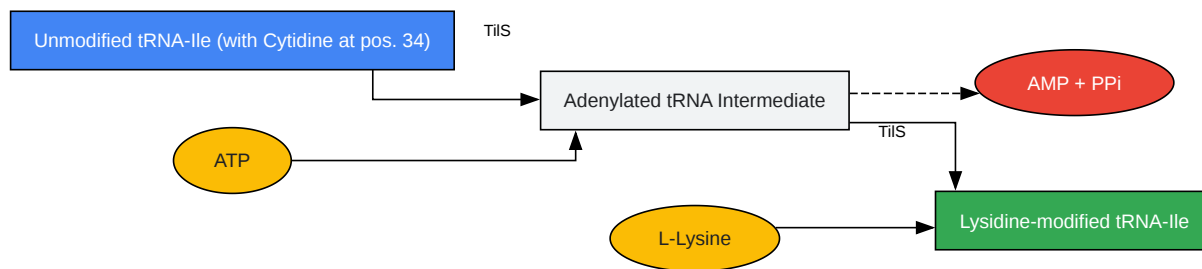 Unmodified tRNA-Ile (with Cytidine at pos. 34)
TilS
Adenylated tRNA Intermediate
AMP + PPi
TilS
ATP
Lysidine-modified tRNA-Ile
L-Lysine